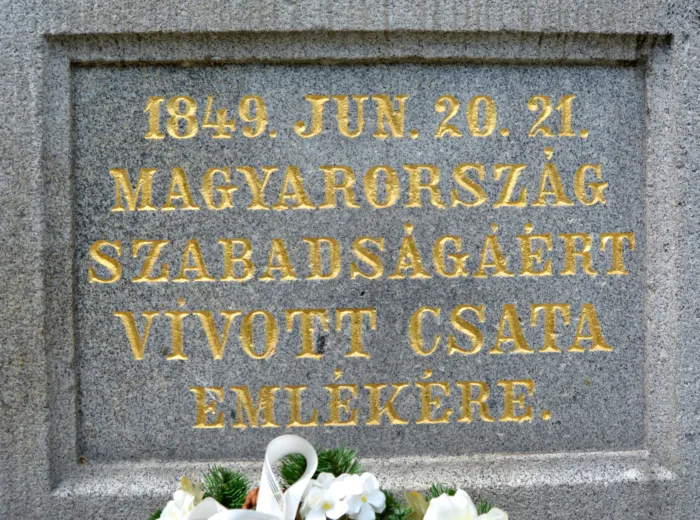 1849. JUN. 20. 21.
MAGYARORSZÁG
SZABADSÁGÁÉRT
VÍVOTT CSATA
EMLÉKÉRE.